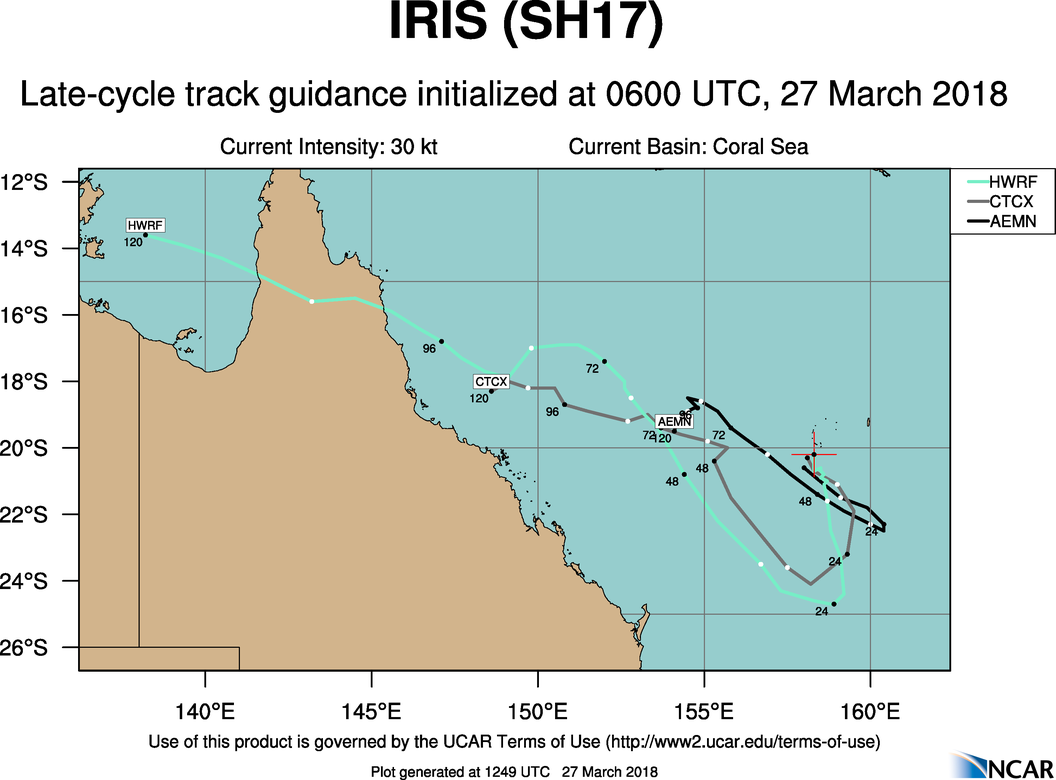 IRIS (SH17)
Late-cycle track guidance initialized at 0600 UTC, 27 March 2018
Current Intensity: 30 kt
Current Basin: Coral Sea
HWRF
CTCX
AEMN
12°S
14°S
16°S
18°S
20°S
22°S
24°S
26°S
HWRF
120
96
72
CTCX
120
96
96
AEMN
72
120
72
48
48
48
24
24
24
140°E
145°E
150°E
155°E
160°E
Use of this product is governed by the UCAR Terms of Use (http://www2.ucar.edu/terms-of-use)
Plot generated at 1249 UTC 27 March 2018
NCAR